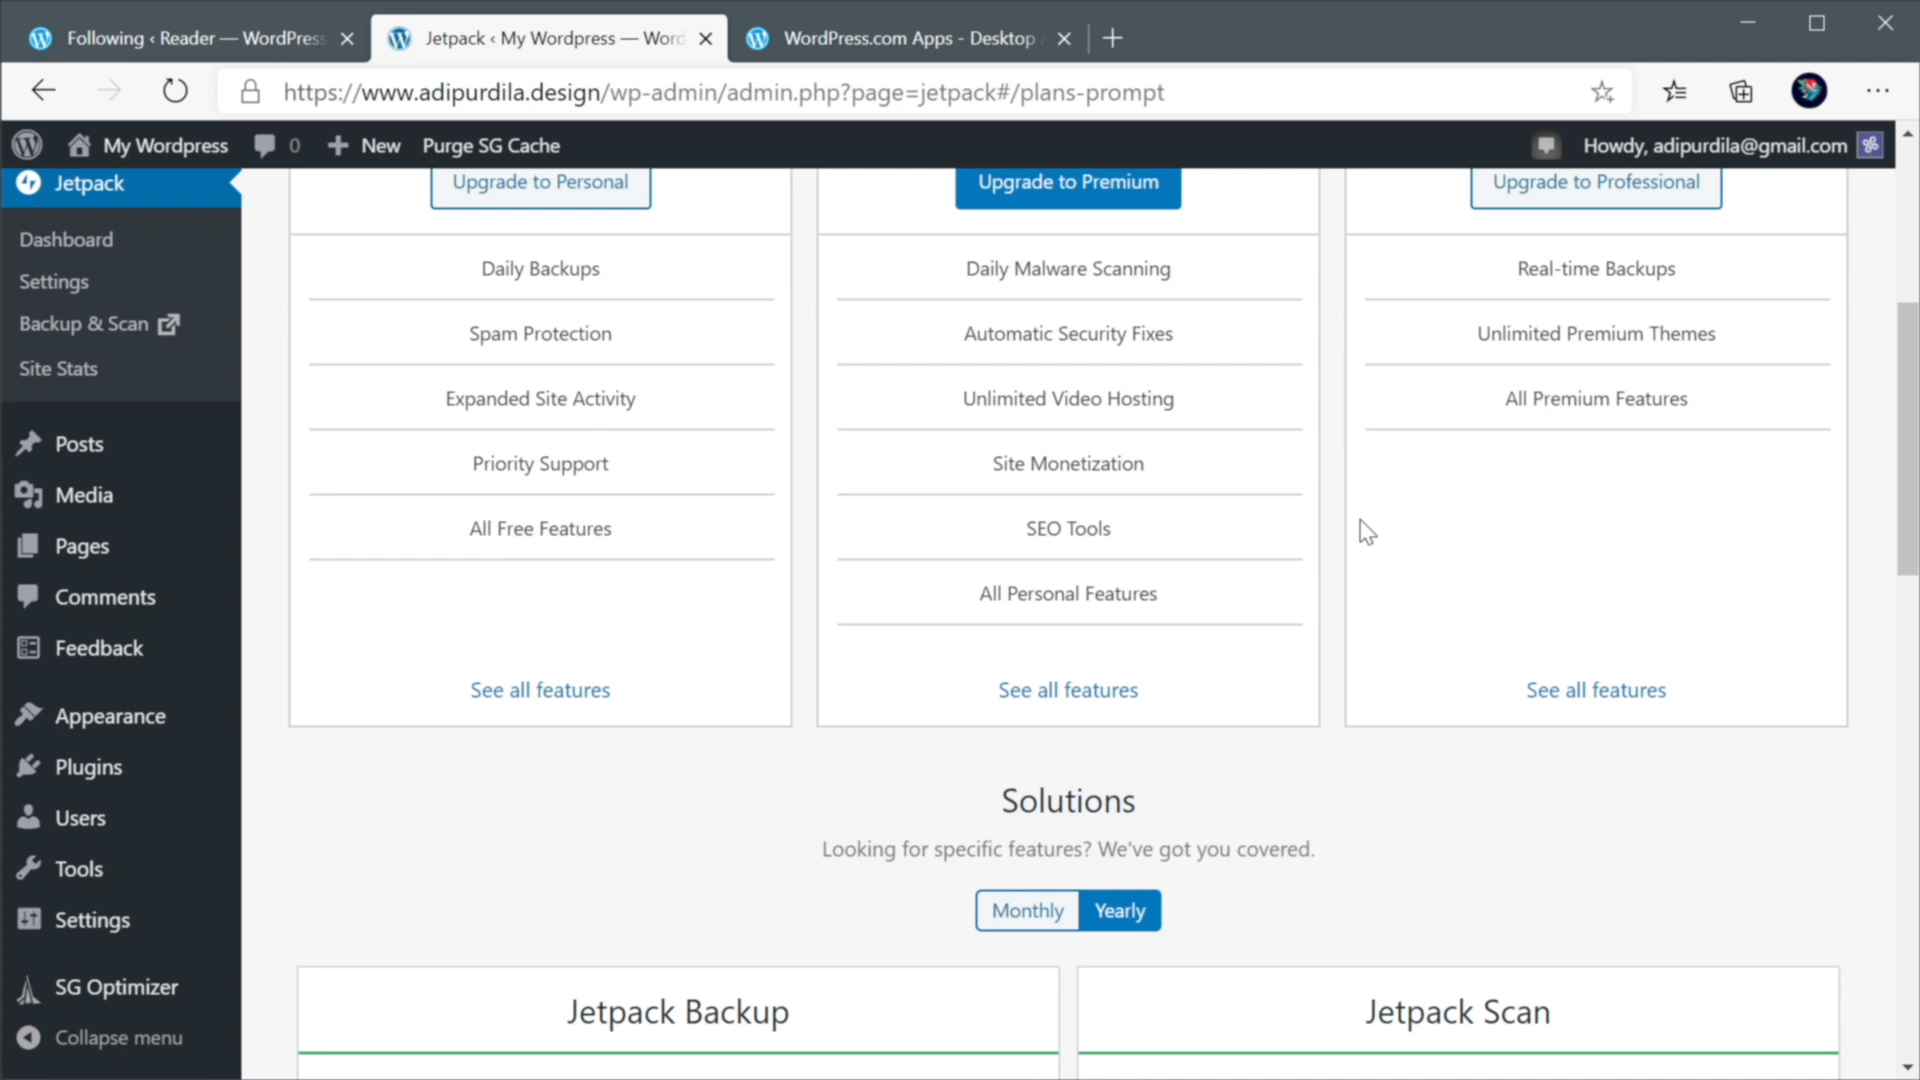 Following ‹ Reader — WordPress
Jetpack ‹ My Wordpress — Word
WordPress.com Apps - Desktop
https://www.adipurdila.design/wp-admin/admin.php?page=jetpack#/plans-prompt
My Wordpress
0
New
Purge SG Cache
Howdy, adipurdila@gmail.com
Jetpack
Dashboard
Settings
Backup & Scan
Site Stats
Posts
Media
Pages
Comments
Feedback
Appearance
Plugins
Users
Tools
Settings
SG Optimizer
Collapse menu
Upgrade to Personal
Daily Backups
Spam Protection
Expanded Site Activity
Priority Support
All Free Features
See all features
Upgrade to Premium
Daily Malware Scanning
Automatic Security Fixes
Unlimited Video Hosting
Site Monetization
SEO Tools
All Personal Features
See all features
Upgrade to Professional
Real-time Backups
Unlimited Premium Themes
All Premium Features
See all features
Solutions
Looking for specific features? We've got you covered.
Monthly
Yearly
Jetpack Backup
Jetpack Scan